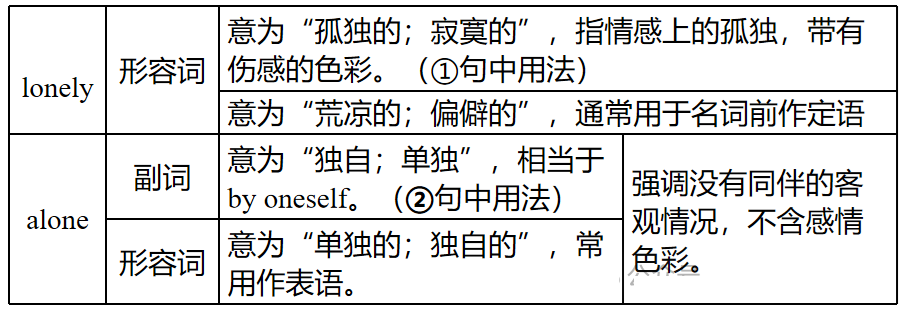 lonely
形容词
意为“孤独的；寂寞的”，指情感上的孤独，带有
伤感的色彩。（①句中用法）
意为“荒凉的；偏僻的”，通常用于名词前作定语
alone
副词
意为“独自；单独”，相当于
by oneself。（②句中用法）
形容词
意为“单独的；独自的”，常
用作表语。
强调没有同伴的客
观情况，不含感情
色彩。